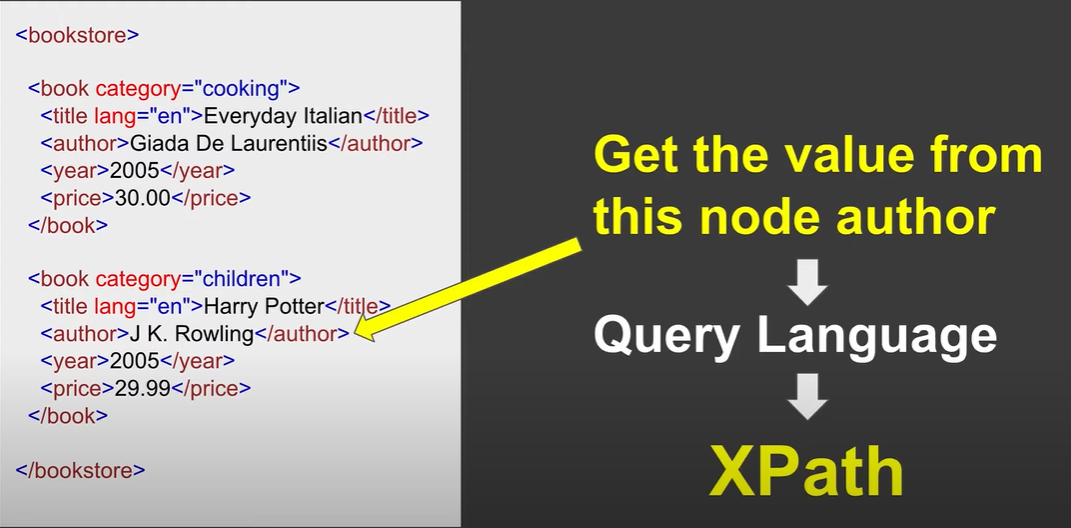 <bookstore>
<book category="cooking">
<title lang="en">Everyday Italian</title>
<author>Giada De Laurentiis</author>
<year>2005</year>
<price>30.00</price>
</book>
<book category="children">
<title lang="en">Harry Potter</title>
<author>J K. Rowling</author>
<year>2005</year>
<price>29.99</price>
</book>
</bookstore>
Get the value from
this node author
Query Language
XPath